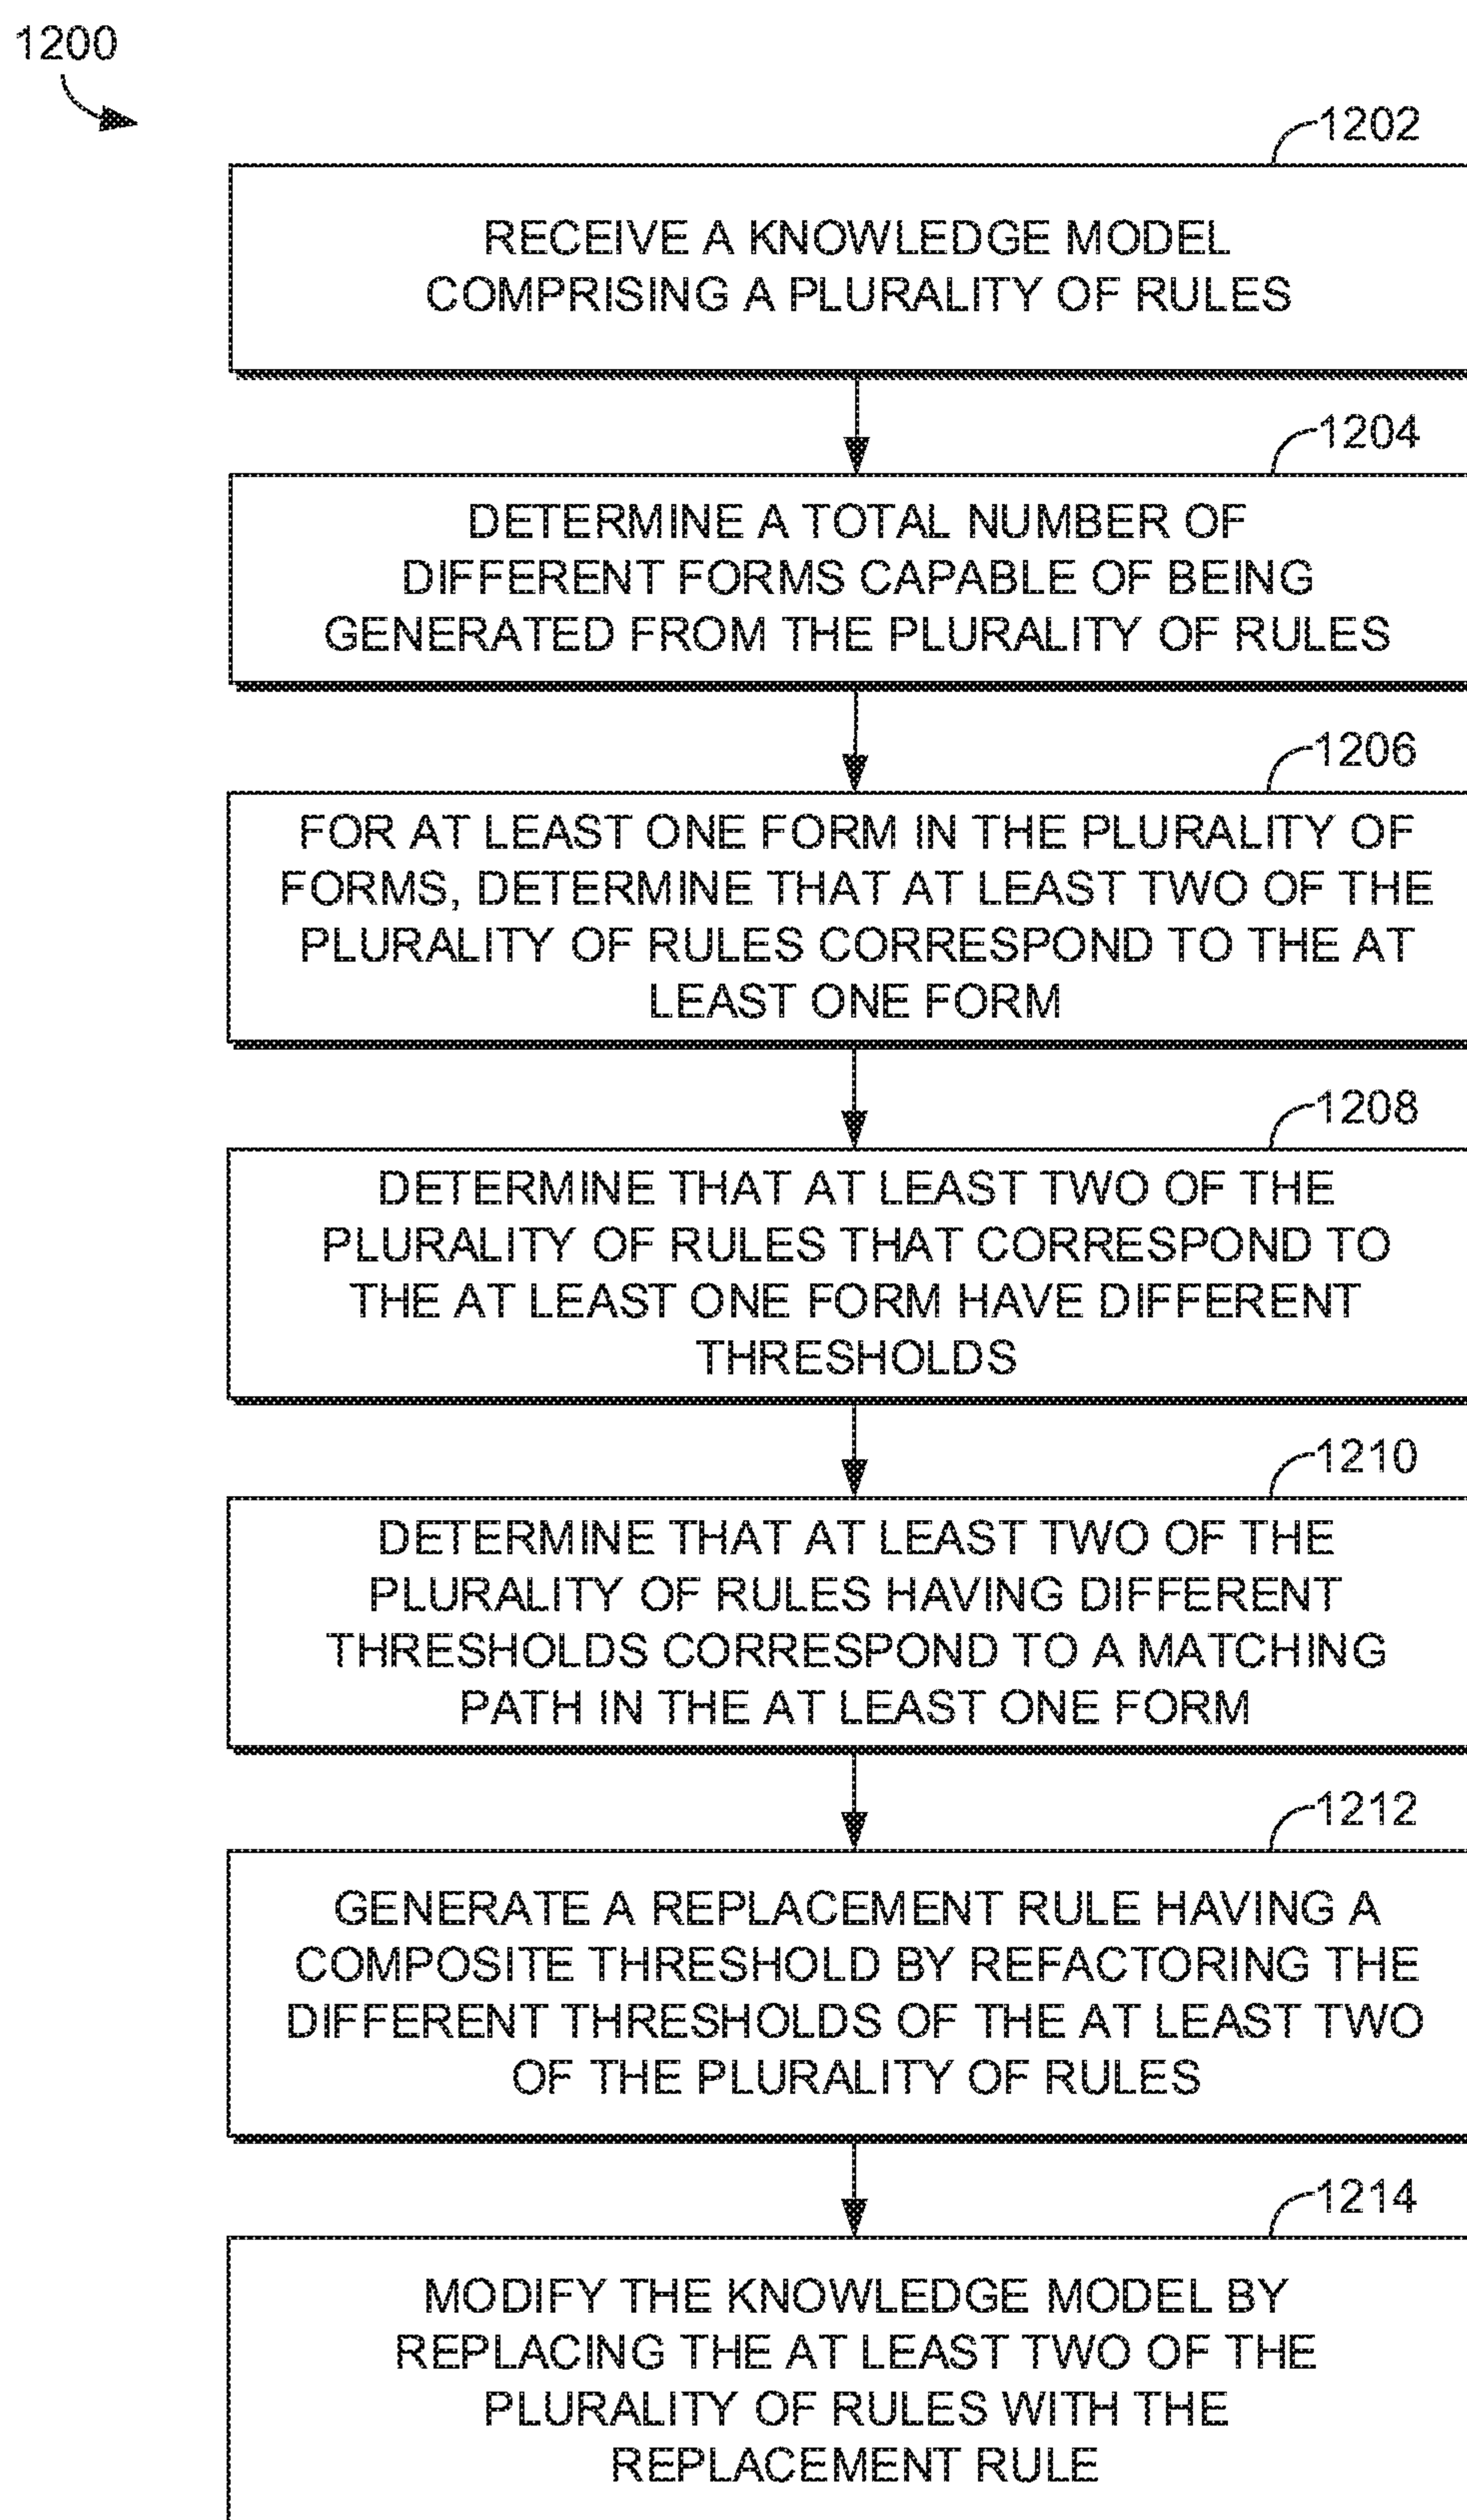 1200
1202
RECEIVE A KNOWLEDGE MODEL
COMPRISING A PLURALITY OF RULES
1204
DETERMINE A TOTAL NUMBER OF
DIFFERENT FORMS CAPABLE OF BEING
GENERATED FROM THE PLURALITY OF RULES
1206
FOR AT LEAST ONE FORM IN THE PLURALITY OF
FORMS, DETERMINE THAT AT LEAST TWO OF THE
PLURALITY OF RULES CORRESPOND TO THE AT
LEAST ONE FORM
1208
DETERMINE THAT AT LEAST TWO OF THE
PLURALITY OF RULES THAT CORRESPOND TO
THE AT LEAST ONE FORM HAVE DIFFERENT
THRESHOLDS
1210
DETERMINE THAT AT LEAST TWO OF THE
PLURALITY OF RULES HAVING DIFFERENT
THRESHOLDS CORRESPOND TO A MATCHING
PATH IN THE AT LEAST ONE FORM
1212
GENERATE A REPLACEMENT RULE HAVING A
COMPOSITE THRESHOLD BY REFACTORING THE
DIFFERENT THRESHOLDS OF THE AT LEAST TWO
OF THE PLURALITY OF RULES
1214
MODIFY THE KNOWLEDGE MODEL BY
REPLACING THE AT LEAST TWO OF THE
PLURALITY OF RULES WITH THE
REPLACEMENT RULE